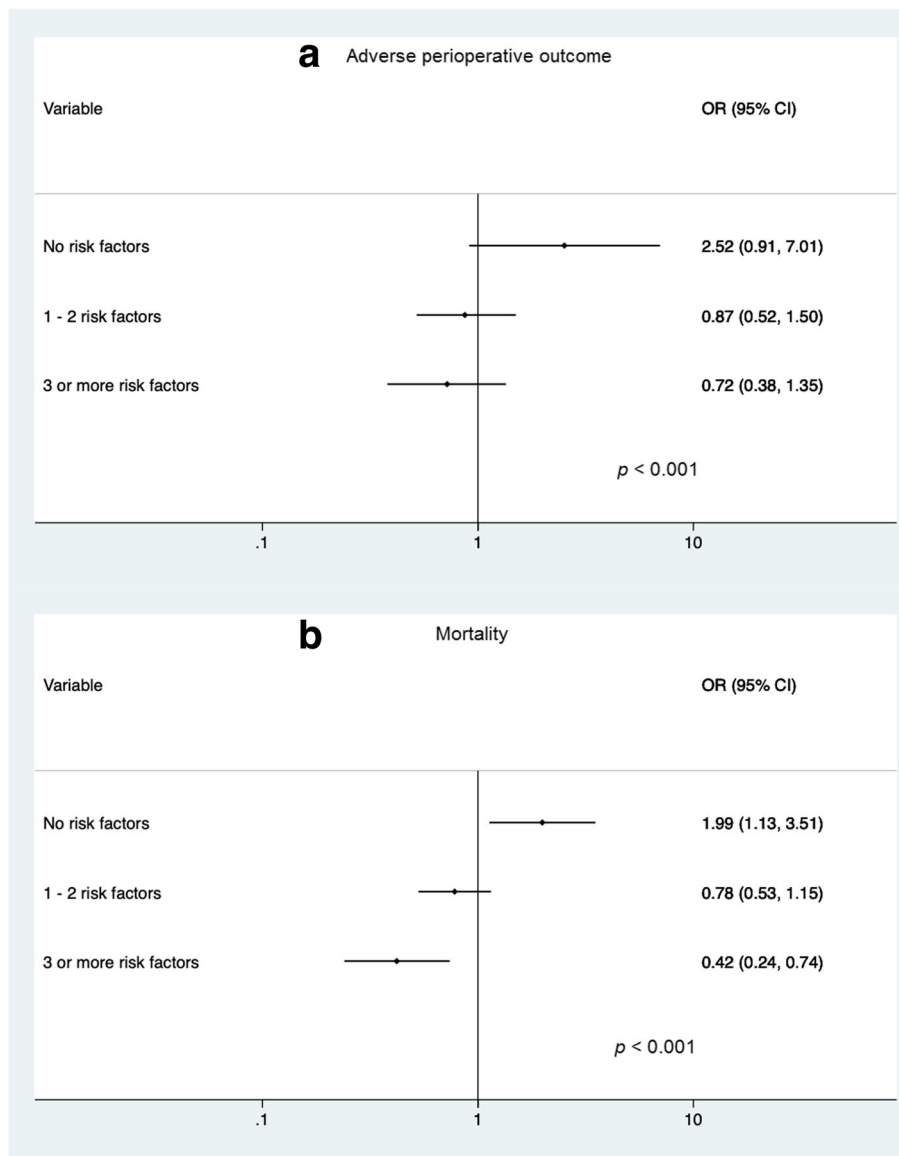 a Adverse perioperative outcome
Variable OR (95% CI)
No risk factors 2.52 (0.91, 7.01)
1 - 2 risk factors 0.87 (0.52, 1.50)
3 or more risk factors 0.72 (0.38, 1.35)
p < 0.001
.1 1 10
b Mortality
Variable OR (95% CI)
No risk factors 1.99 (1.13, 3.51)
1 - 2 risk factors 0.78 (0.53, 1.15)
3 or more risk factors 0.42 (0.24, 0.74)
p < 0.001
.1 1 10